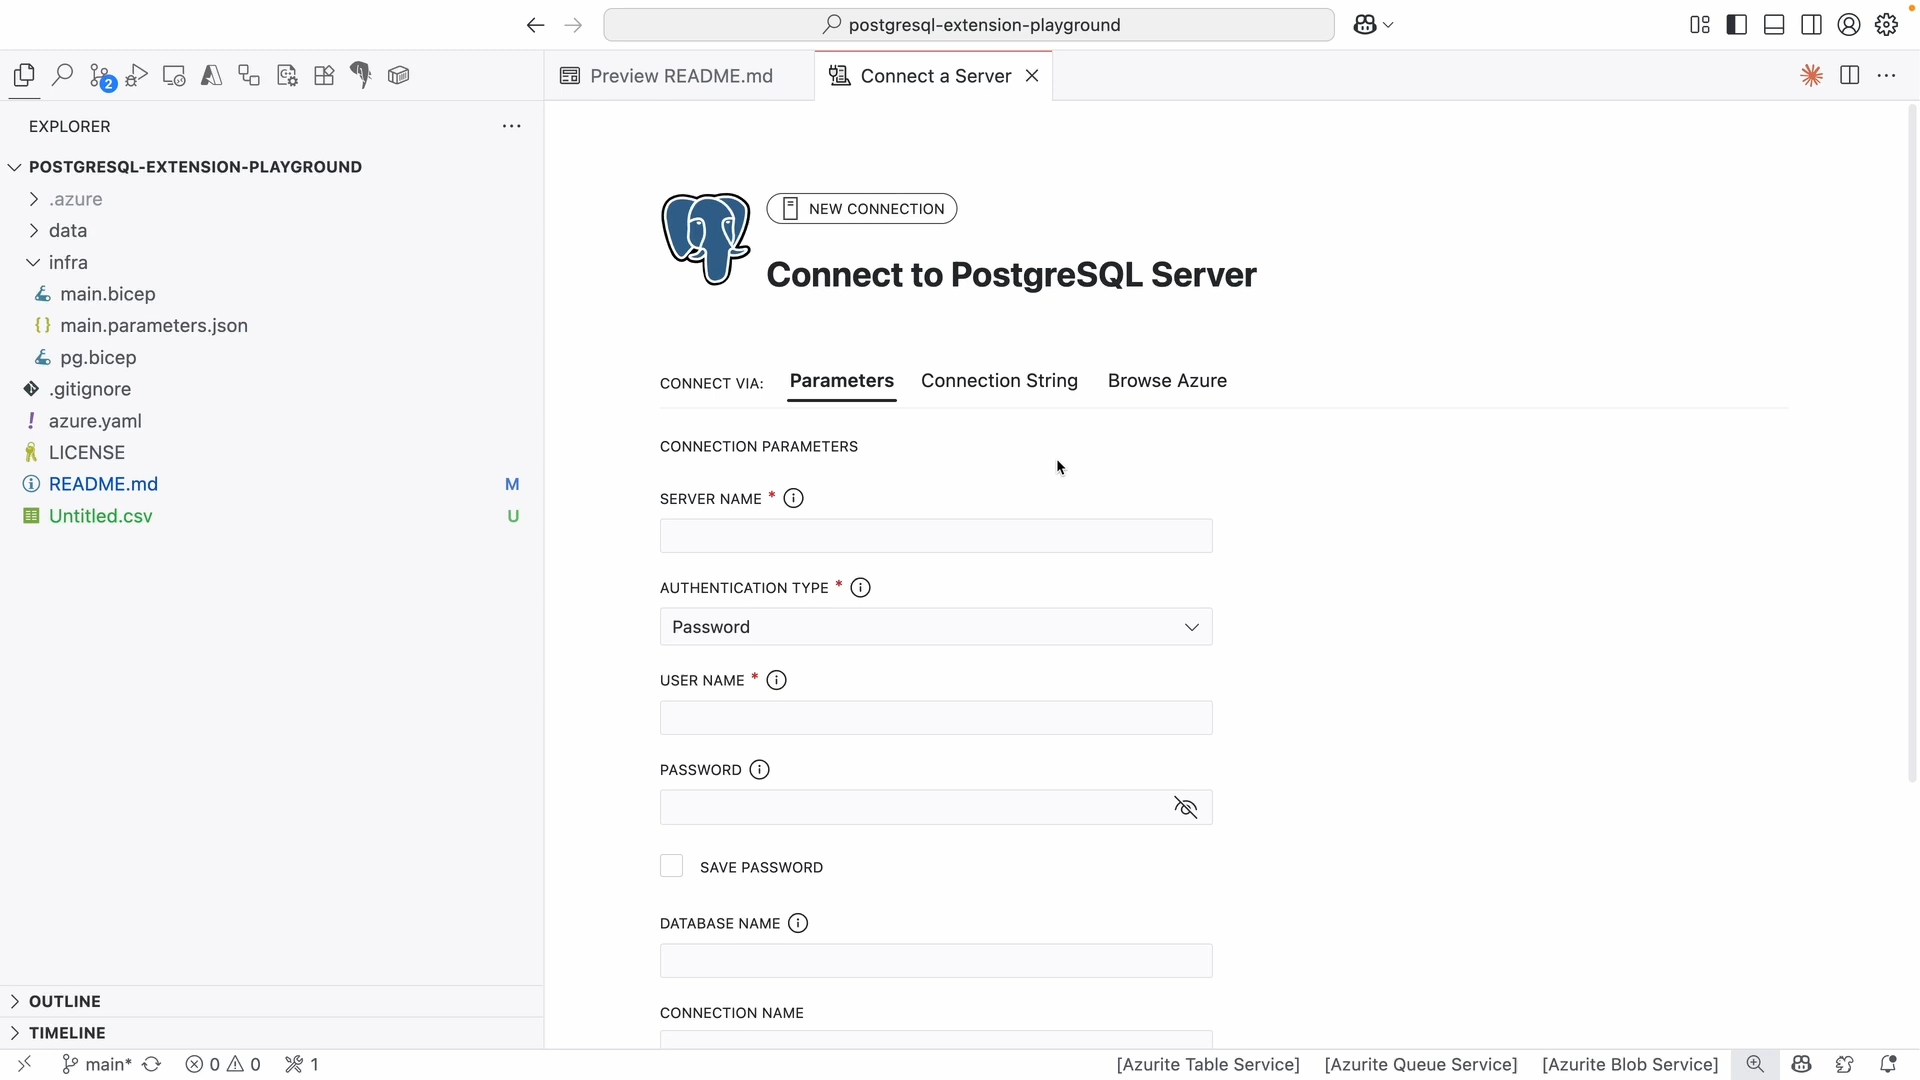 postgresql-extension-playground
2
Preview README.md
Connect a Server
EXPLORER
POSTGRESQL-EXTENSION-PLAYGROUND
.azure
data
infra
main.bicep
{} main.parameters.json
pg.bicep
.gitignore
! azure.yaml
LICENSE
README.md M
Untitled.csv U
OUTLINE
TIMELINE
NEW CONNECTION
Connect to PostgreSQL Server
CONNECT VIA: Parameters Connection String Browse Azure
CONNECTION PARAMETERS
SERVER NAME *
AUTHENTICATION TYPE *
Password
USER NAME *
PASSWORD
SAVE PASSWORD
DATABASE NAME
CONNECTION NAME
main* 0 0 1 [Azurite Table Service] [Azurite Queue Service] [Azurite Blob Service]